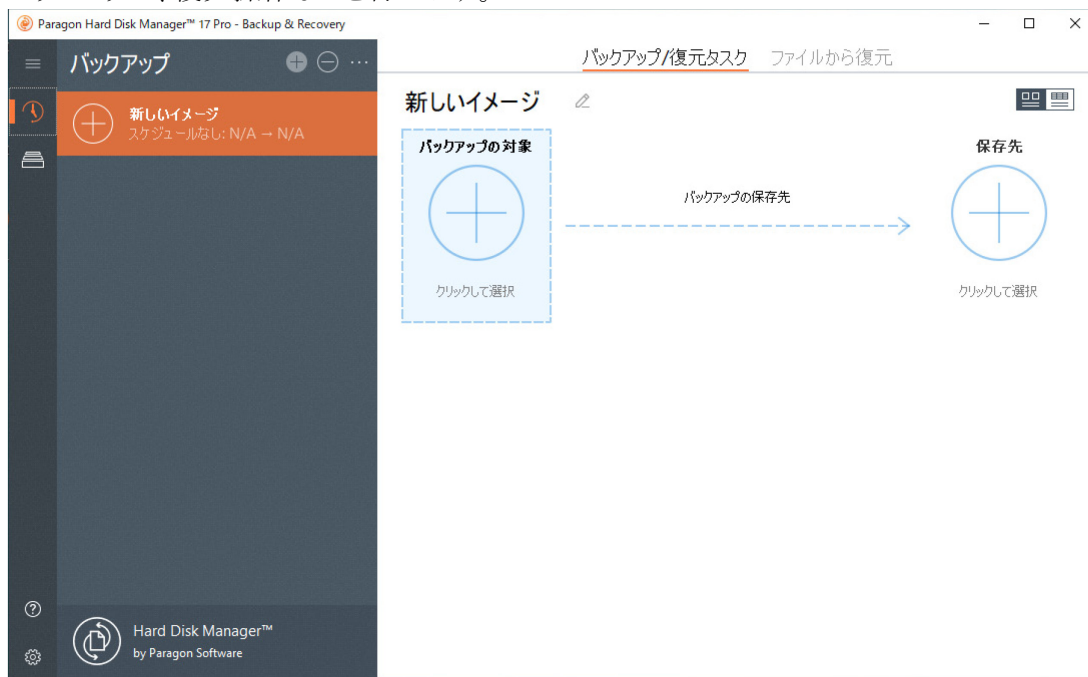 Paragon Hard Disk Manager™ 17 Pro - Backup & Recovery
バックアップ
バックアップ/復元タスク ファイルから復元
新しいイメージ
スケジュールなし: N/A → N/A
新しいイメージ
バックアップの対象
クリックして選択
バックアップの保存先
保存先
クリックして選択
Hard Disk Manager™
by Paragon Software